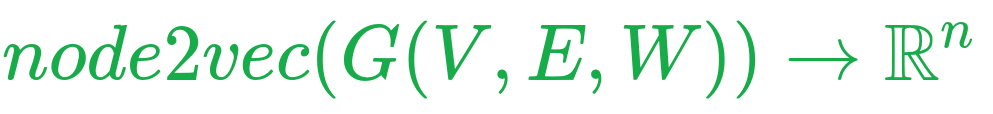 node2vec(G(V, E, W)) → ℝⁿ